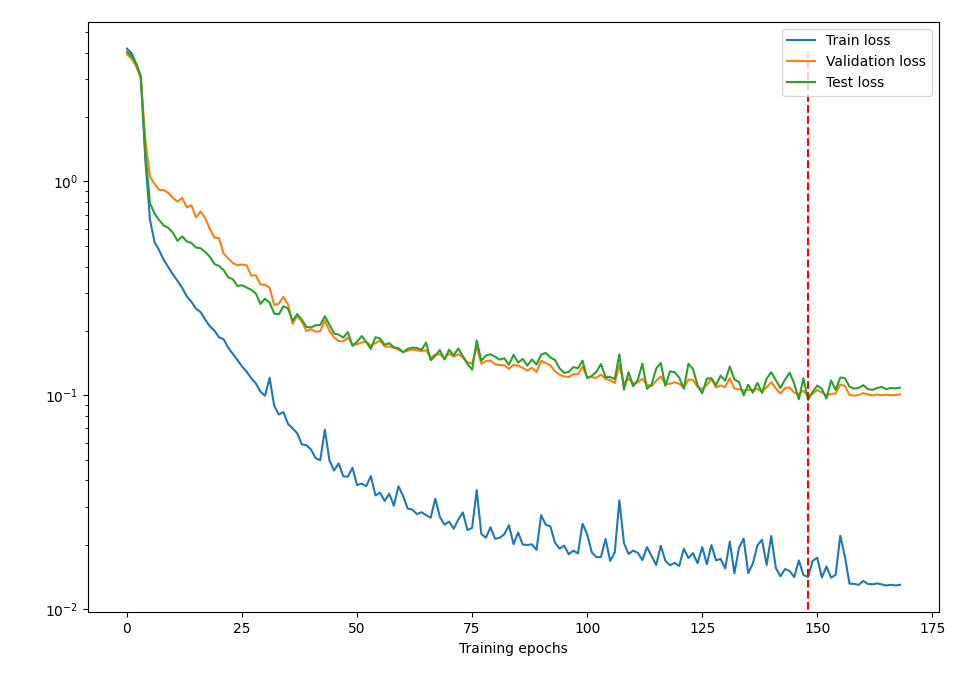 Train loss
Validation loss
Test loss
10^0
10^-1
10^-2
0 25 50 75 100 125 150 175
Training epochs